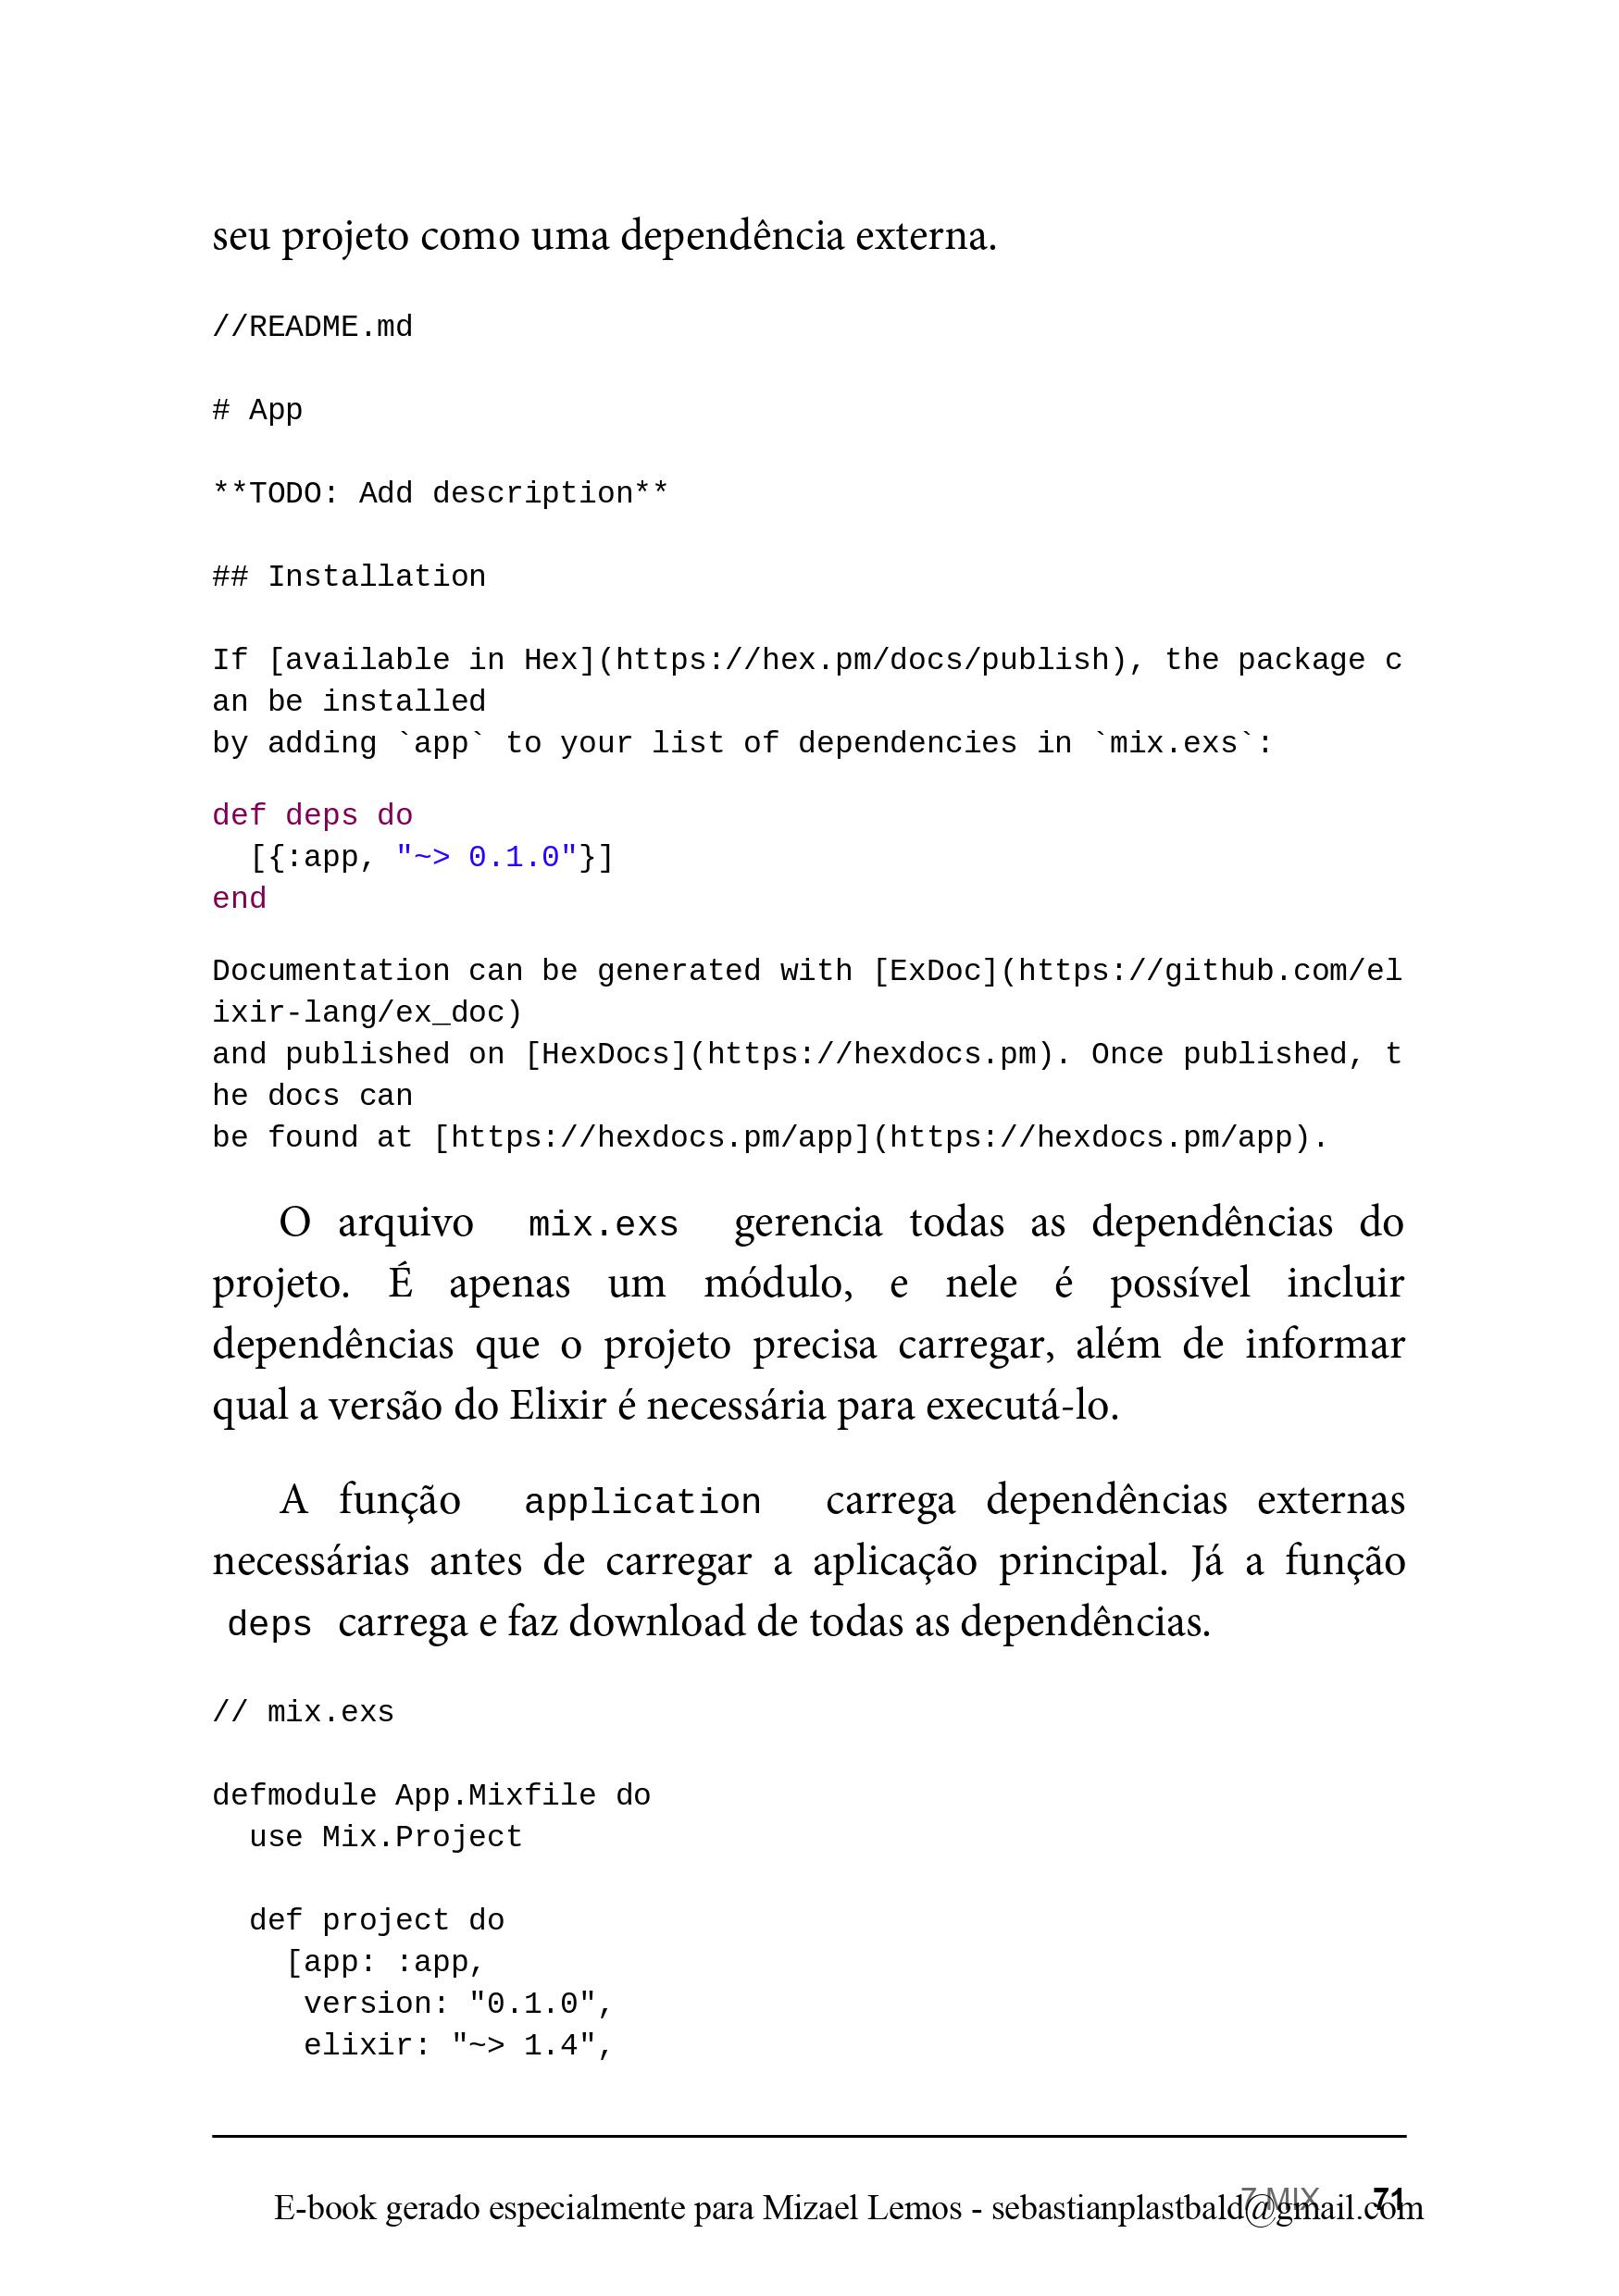 seu projeto como uma dependência externa.
//README.md
# App
**TODO: Add description**
## Installation
If [available in Hex](https://hex.pm/docs/publish), the package c
an be installed
by adding `app` to your list of dependencies in `mix.exs`:
def deps do
  [{:app, "~> 0.1.0"}]
end
Documentation can be generated with [ExDoc](https://github.com/el
ixir-lang/ex_doc)
and published on [HexDocs](https://hexdocs.pm). Once published, t
he docs can
be found at [https://hexdocs.pm/app](https://hexdocs.pm/app).
O arquivo mix.exs gerencia todas as dependências do
projeto. É apenas um módulo, e nele é possível incluir
dependências que o projeto precisa carregar, além de informar
qual a versão do Elixir é necessária para executá-lo.
A função application carrega dependências externas
necessárias antes de carregar a aplicação principal. Já a função
deps carrega e faz download de todas as dependências.
// mix.exs
defmodule App.Mixfile do
  use Mix.Project
  def project do
    [app: :app,
     version: "0.1.0",
     elixir: "~> 1.4",
7 MIX 71
E-book gerado especialmente para Mizael Lemos - sebastianplastbald@gmail.com